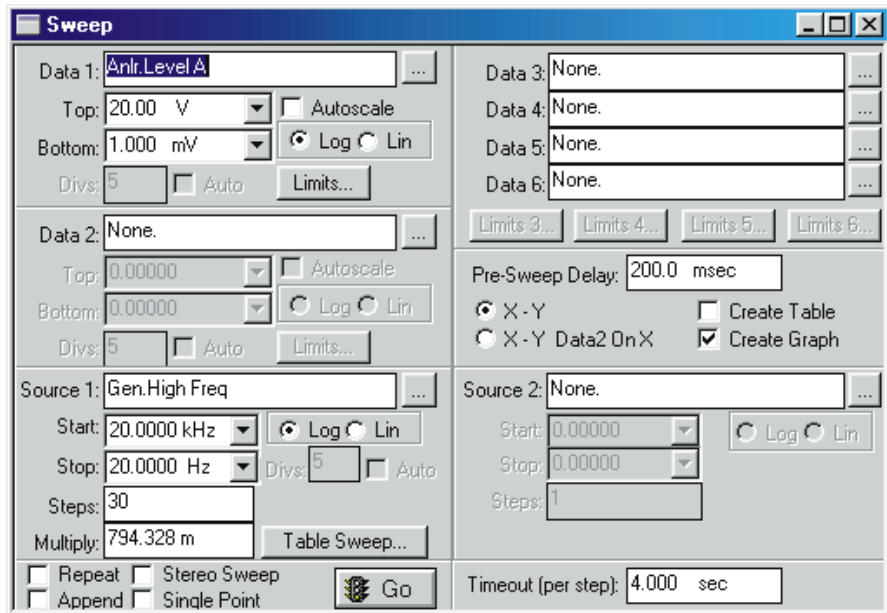 Sweep
Data 1: Anlr.Level A ...
Top: 20.00 V Autoscale
Bottom: 1.000 mV Log Lin
Divs: 5 Auto Limits...
Data 2: None. ...
Top: 0.00000 Autoscale
Bottom: 0.00000 Log Lin
Divs: 5 Auto Limits...
Source 1: Gen.High Freq ...
Start: 20.0000 kHz Log Lin
Stop: 20.0000 Hz Divs: 5 Auto
Steps: 30
Multiply: 794.328 m Table Sweep...
Repeat Stereo Sweep
Append Single Point
Go
Data 3: None. ...
Data 4: None. ...
Data 5: None. ...
Data 6: None. ...
Limits 3... Limits 4... Limits 5... Limits 6...
Pre-Sweep Delay: 200.0 msec
X - Y Create Table
X - Y Data2 On X Create Graph
Source 2: None. ...
Start: 0.00000 Log Lin
Stop: 0.00000
Steps: 1
Timeout (per step): 4.000 sec